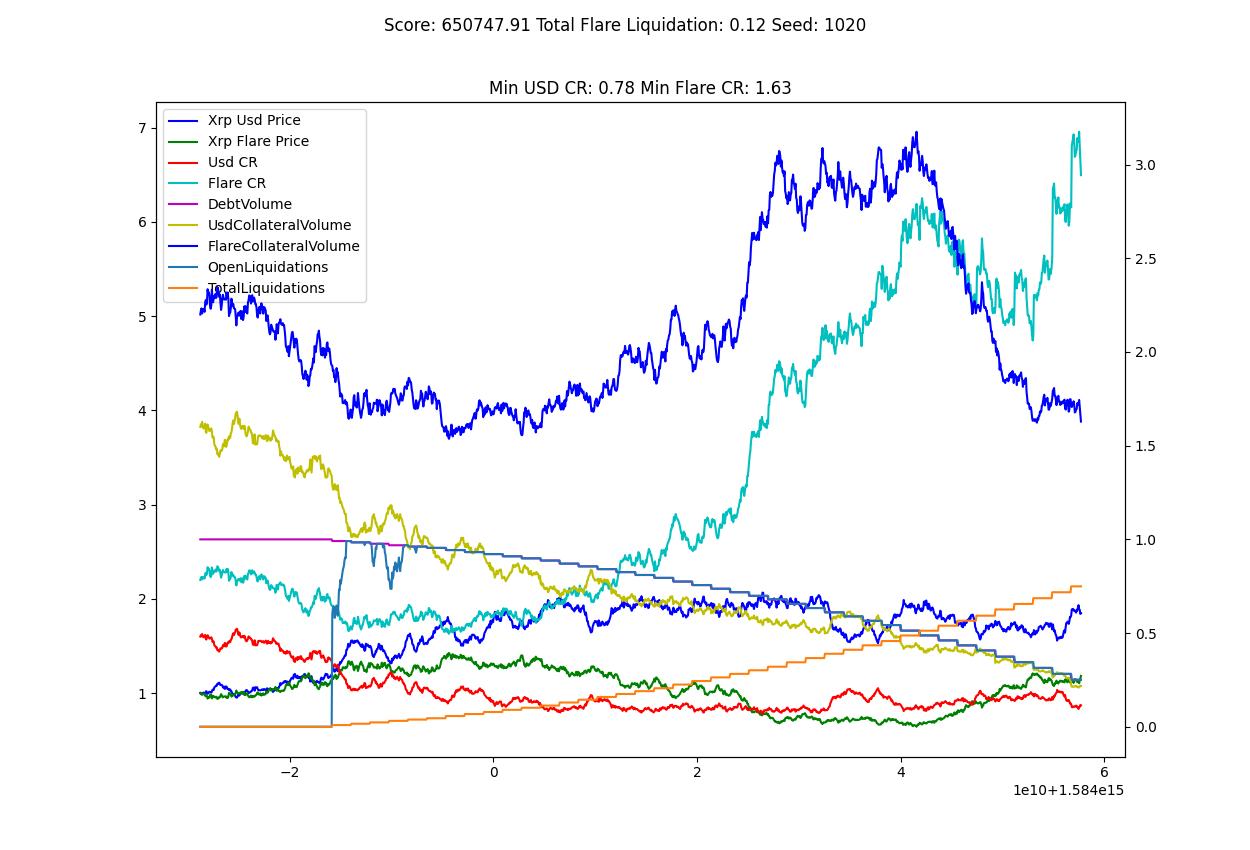 Score: 650747.91 Total Flare Liquidation: 0.12 Seed: 1020
Min USD CR: 0.78 Min Flare CR: 1.63
Xrp Usd Price
Xrp Flare Price
Usd CR
Flare CR
DebtVolume
UsdCollateralVolume
FlareCollateralVolume
OpenLiquidations
TotalLiquidations
7
6
5
4
3
2
1
3.0
2.5
2.0
1.5
1.0
0.5
0.0
−2
0
2
4
6
1e10+1.584e15